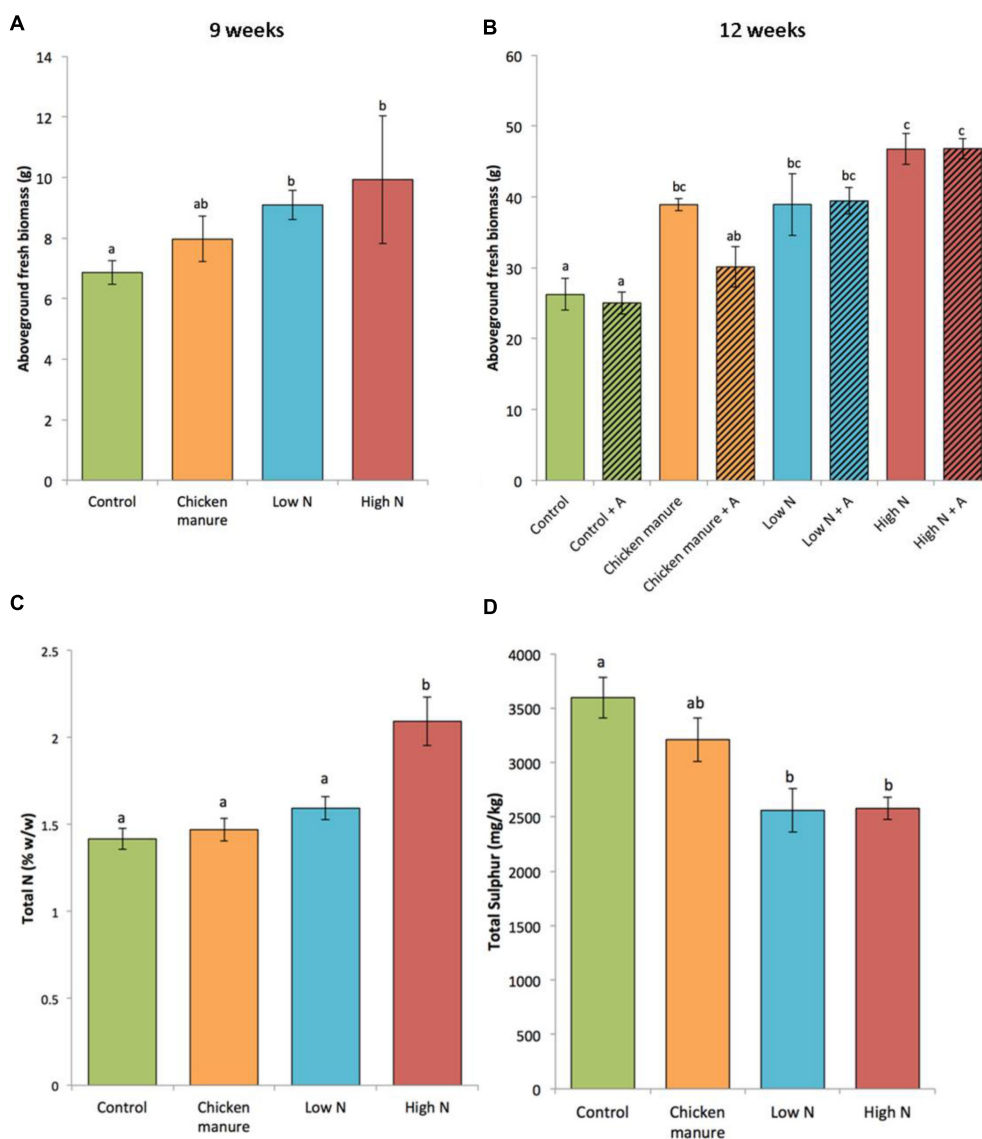 A
9 weeks
Aboveground fresh biomass (g)
14
12
10
8
6
4
2
0
a
ab
b
b
Control
Chicken
manure
Low N
High N
B
12 weeks
Aboveground fresh biomass (g)
60
50
40
30
20
10
0
a
a
bc
ab
bc
bc
c
c
Control
Control + A
Chicken manure
Chicken manure + A
Low N
Low N + A
High N
High N + A
C
Total N (% w/w)
2.5
2
1.5
1
0.5
0
a
a
a
b
Control
Chicken
manure
Low N
High N
D
Total Sulphur (mg/kg)
4000
3500
3000
2500
2000
1500
1000
500
0
a
ab
b
b
Control
Chicken
manure
Low N
High N